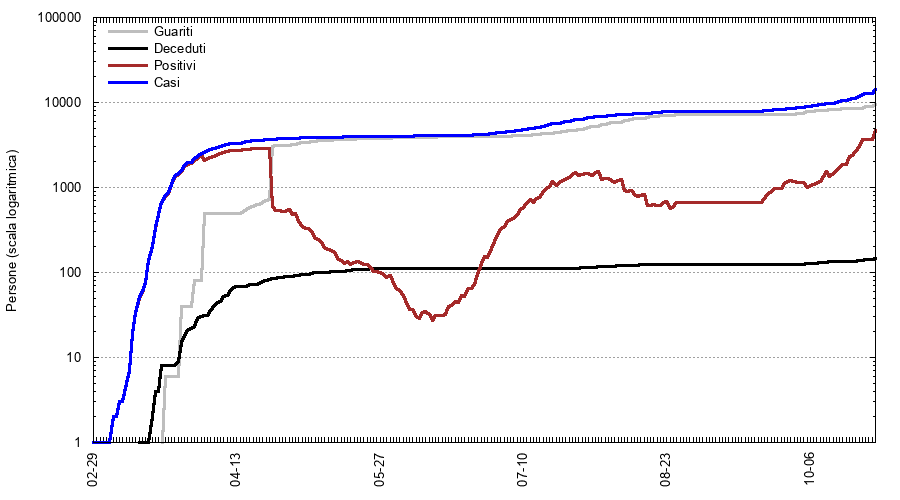 100000
10000
1000
100
10
1
Persone (scala logaritmica)
Guariti
Deceduti
Positivi
Casi
02-29
04-13
05-27
07-10
08-23
10-06